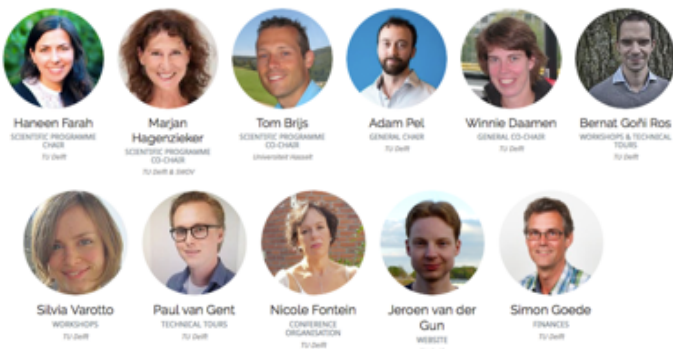 Haneen Farah
SCIENTIFIC PROGRAMME
CHAIR
TU Delft
Marjan
Hagenzieker
SCIENTIFIC PROGRAMME
CO-CHAIR
TU Delft & SWOV
Tom Brijs
SCIENTIFIC PROGRAMME
CO-CHAIR
Universiteit Hasselt
Adam Pel
GENERAL CHAIR
TU Delft
Winnie Daamen
GENERAL CO-CHAIR
TU Delft
Bernat Goñi Ros
WORKSHOPS & TECHNICAL
TOURS
TU Delft
Silvia Varotto
WORKSHOPS
TU Delft
Paul van Gent
TECHNICAL TOURS
TU Delft
Nicole Fontein
CONFERENCE
ORGANISATION
TU Delft
Jeroen van der
Gun
WEBSITE
Simon Goede
FINANCES
TU Delft